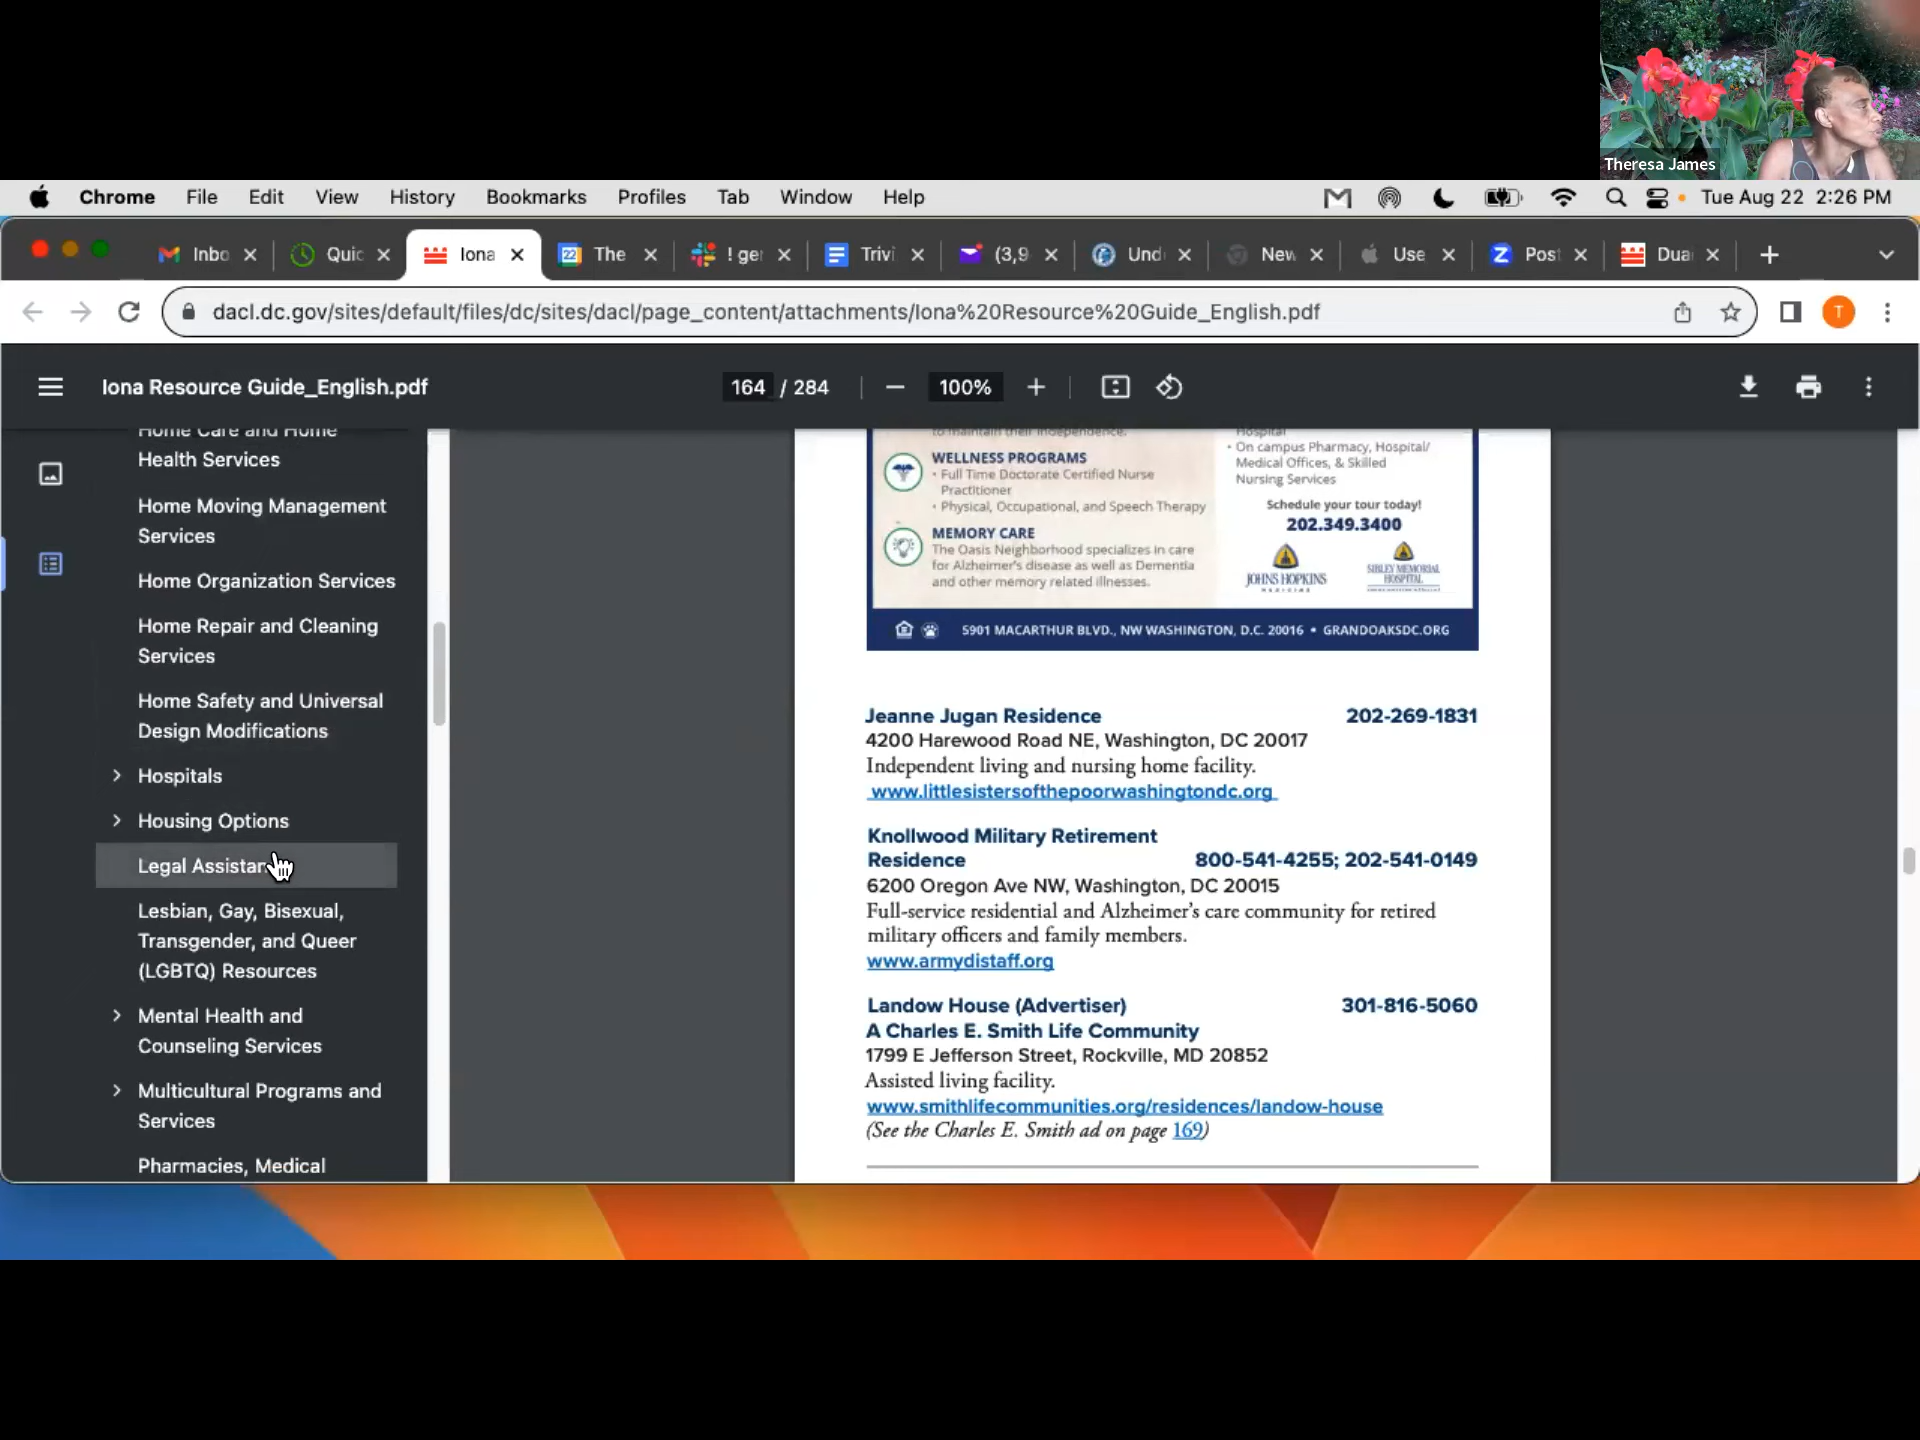 Theresa James
Chrome File Edit View History Bookmarks Profiles Tab Window Help Tue Aug 22 2:26 PM
Inbo Quic Iona 22 The ! ger Trivi (3,9 Und New Use Z Post Dua
dacl.dc.gov/sites/default/files/dc/sites/dacl/page_content/attachments/Iona%20Resource%20Guide_English.pdf T
Iona Resource Guide_English.pdf 164 / 284 100%
Home Care and Home
Health Services
Home Moving Management
Services
Home Organization Services
Home Repair and Cleaning
Services
Home Safety and Universal
Design Modifications
Hospitals
Housing Options
Legal Assistan
Lesbian, Gay, Bisexual,
Transgender, and Queer
(LGBTQ) Resources
Mental Health and
Counseling Services
Multicultural Programs and
Services
Pharmacies, Medical
to maintain their independence.
WELLNESS PROGRAMS
• Full Time Doctorate Certified Nurse
Practitioner
• Physical, Occupational, and Speech Therapy
MEMORY CARE
The Oasis Neighborhood specializes in care
for Alzheimer's disease as well as Dementia
and other memory related illnesses.
Hospital
• On campus Pharmacy, Hospital/
Medical Offices, & Skilled
Nursing Services
Schedule your tour today!
202.349.3400
JOHNS HOPKINS
MEDICINE
SIBLEY MEMORIAL
HOSPITAL
5901 MACARTHUR BLVD., NW WASHINGTON, D.C. 20016 • GRANDOAKSDC.ORG
Jeanne Jugan Residence 202-269-1831
4200 Harewood Road NE, Washington, DC 20017
Independent living and nursing home facility.
www.littlesistersofthepoorwashingtondc.org
Knollwood Military Retirement
Residence 800-541-4255; 202-541-0149
6200 Oregon Ave NW, Washington, DC 20015
Full-service residential and Alzheimer's care community for retired
military officers and family members.
www.armydistaff.org
Landow House (Advertiser) 301-816-5060
A Charles E. Smith Life Community
1799 E Jefferson Street, Rockville, MD 20852
Assisted living facility.
www.smithlifecommunities.org/residences/landow-house
(See the Charles E. Smith ad on page 169)